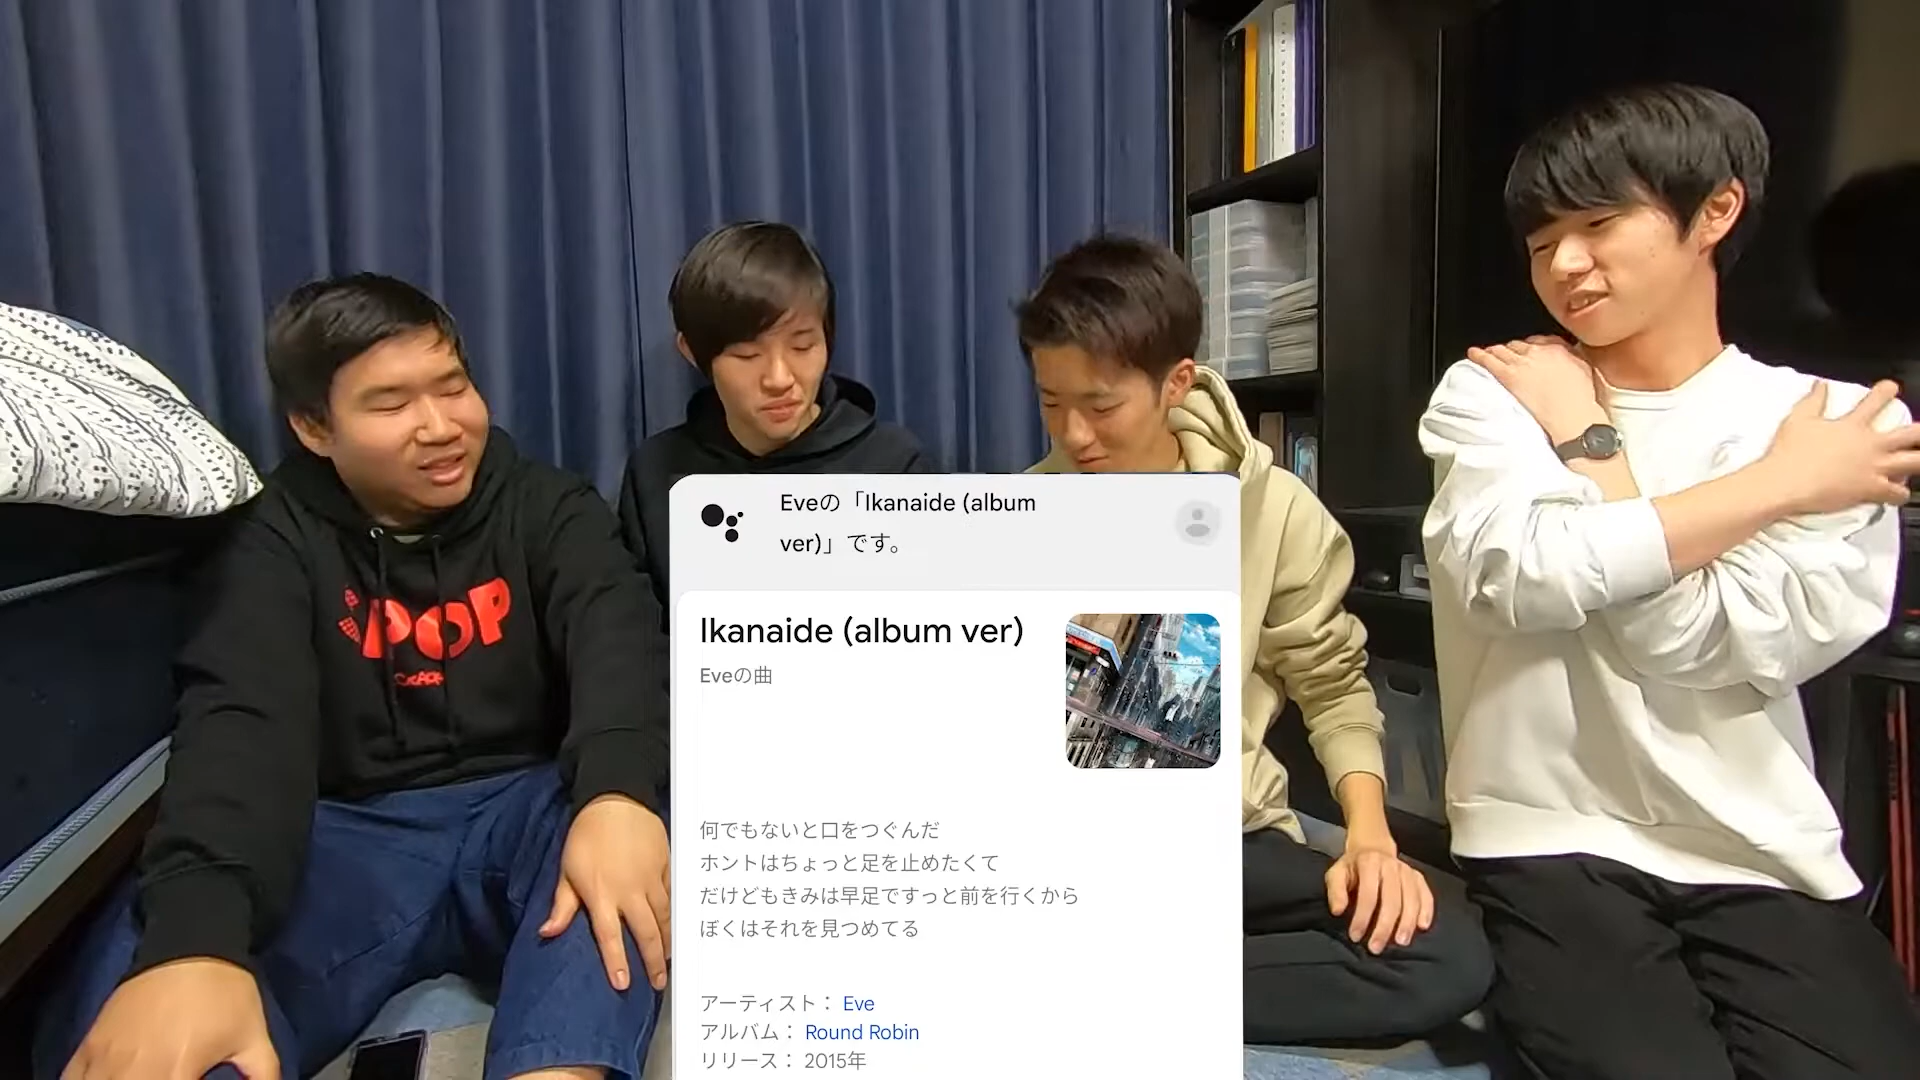 Eveの「Ikanaide (album
ver)」です。
Ikanaide (album ver)
Eveの曲
何でもないと口をつぐんだ
ホントはちょっと足を止めたくて
だけどもきみは早足ですっと前を行くから
ぼくはそれを見つめてる
アーティスト： Eve
アルバム： Round Robin
リリース： 2015年
POP